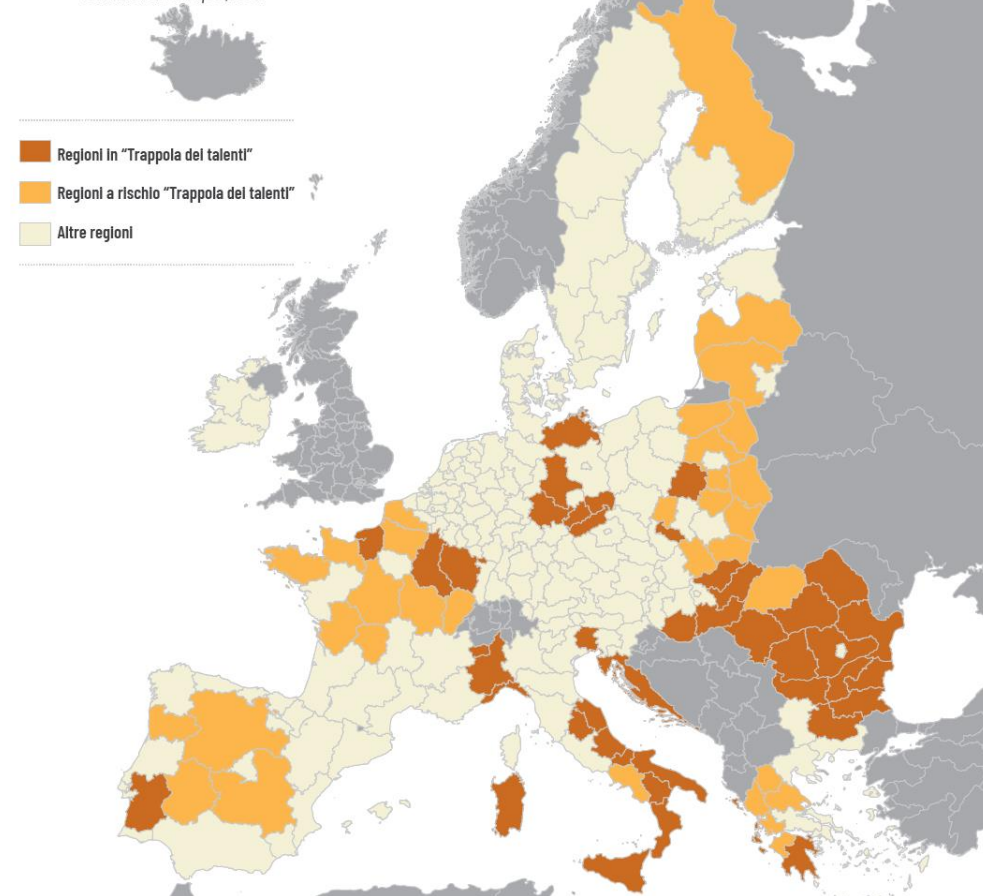 Regioni in “Trappola dei talenti”
Regioni a rischio “Trappola dei talenti”
Altre regioni